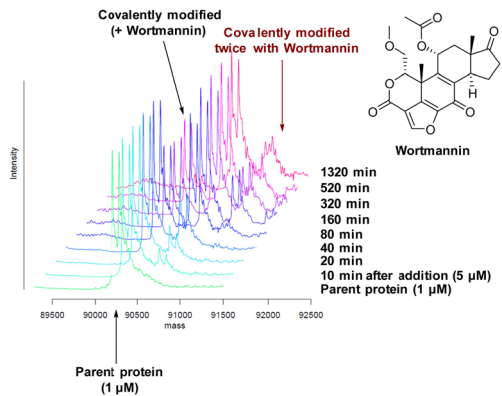 Covalently modified
(+ Wortmannin)
Covalently modified
twice with Wortmannin
O
O
O
O
O
O
O
O
H
H
Wortmannin
Intensity
1320 min
520 min
320 min
160 min
80 min
40 min
20 min
10 min after addition (5 μM)
Parent protein (1 μM)
89500 90000 90500 91000 91500 92000 92500
mass
Parent protein
(1 μM)